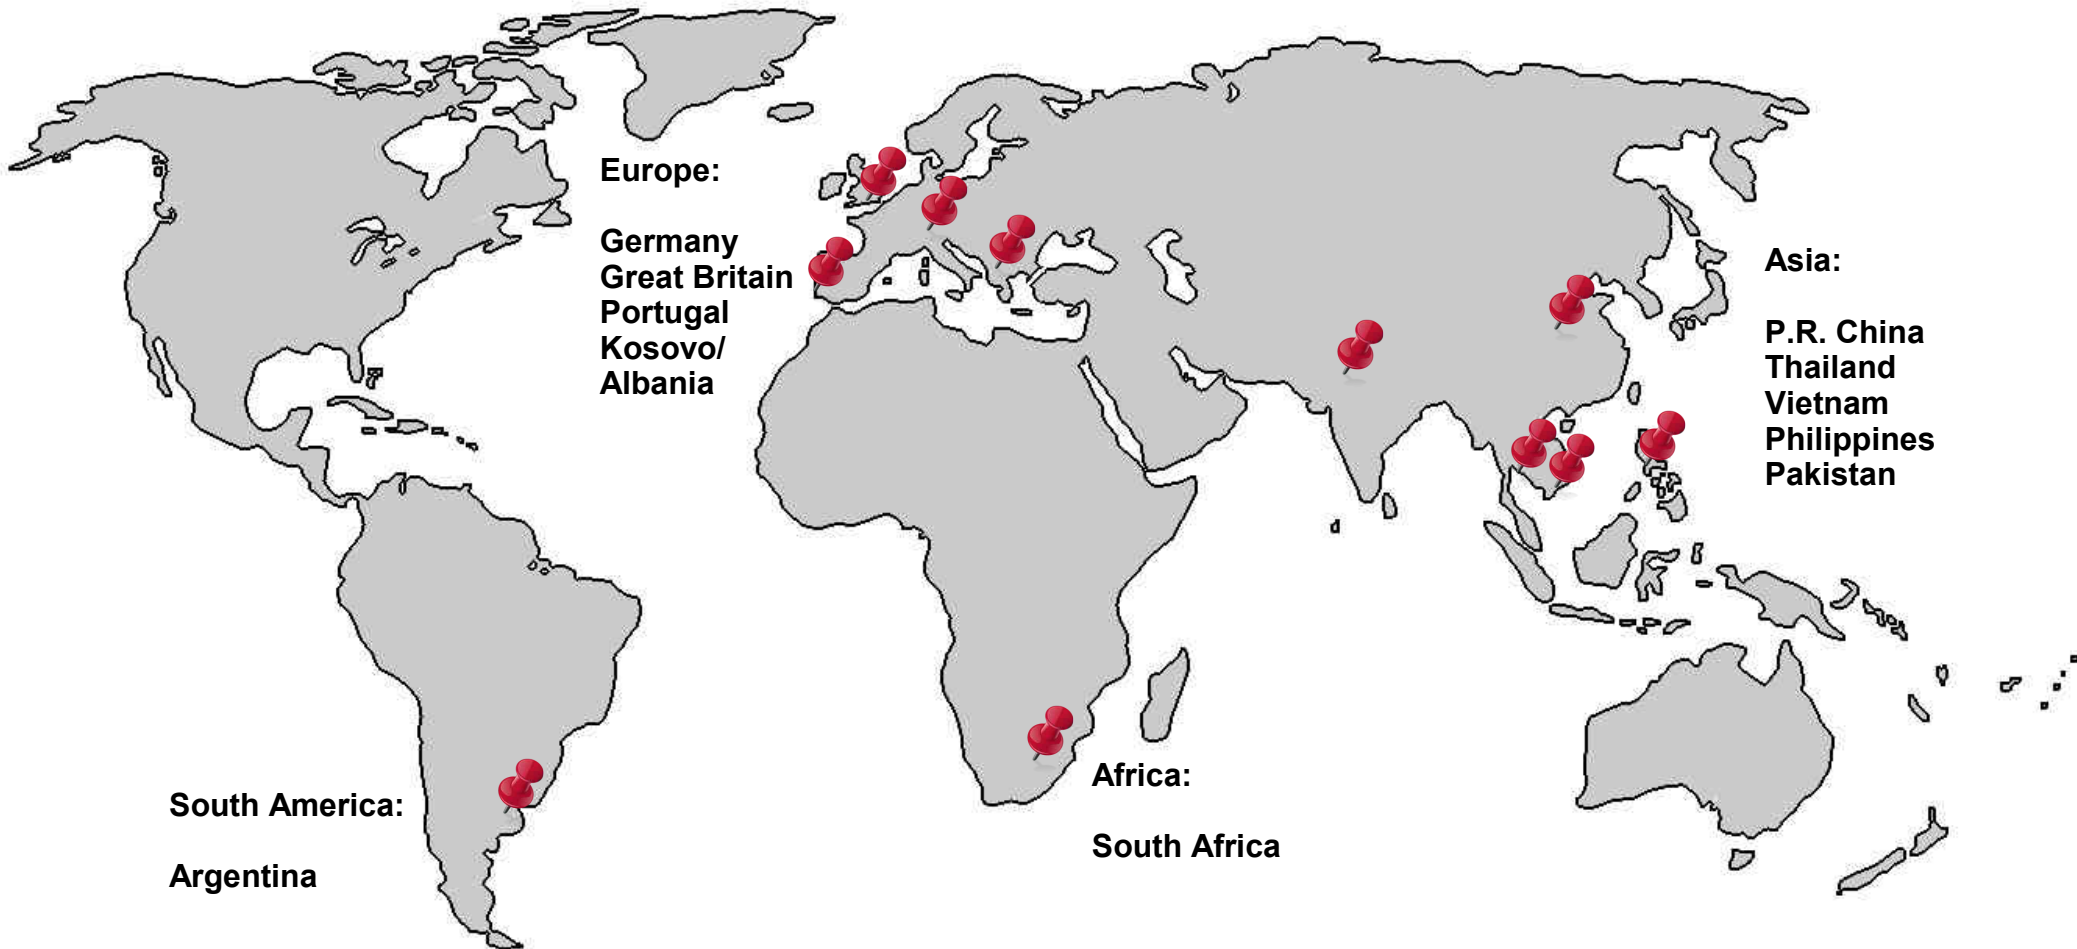 Europe:
Germany
Great Britain
Portugal
Kosovo/
Albania
Asia:
P.R. China
Thailand
Vietnam
Philippines
Pakistan
South America:
Argentina
Africa:
South Africa